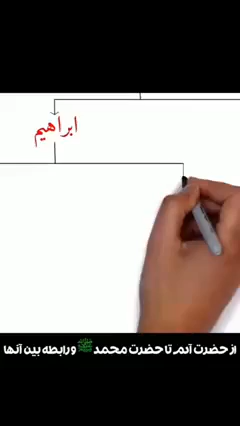 ابراهیم
از حضرت آدم تا حضرت محمد ﷺ و رابطه بین آنها